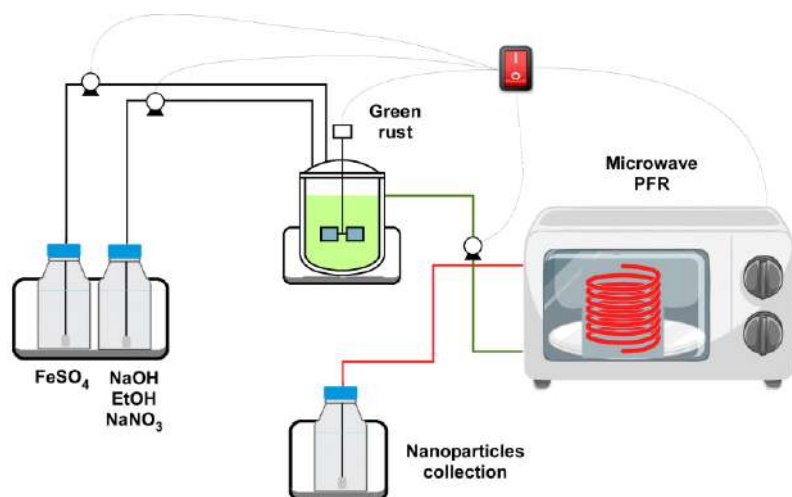 Green
rust
Microwave
PFR
FeSO₄
NaOH
EtOH
NaNO₃
Nanoparticles
collection